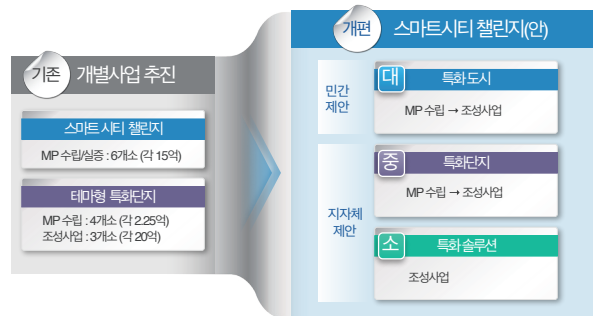 기존 개별사업 추진
스마트 시티 챌린지
MP 수립/실증 : 6개소 (각 15억)
테마형 특화단지
MP 수립 : 4개소 (각 2.25억)
조성사업 : 3개소 (각 20억)
개편 스마트시티 챌린지(안)
민간
제안
대 특화 도시
MP 수립 → 조성사업
지자체
제안
중 특화단지
MP 수립 → 조성사업
소 특화 솔루션
조성사업